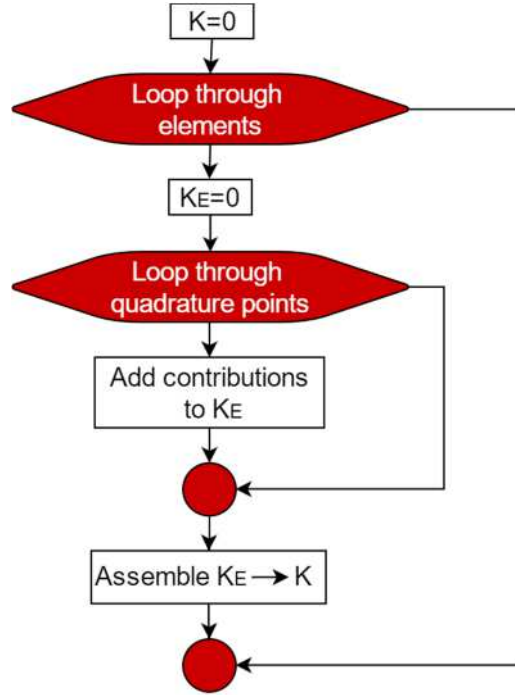 K=0
Loop through
elements
KE=0
Loop through
quadrature points
Add contributions
to KE
Assemble KE → K